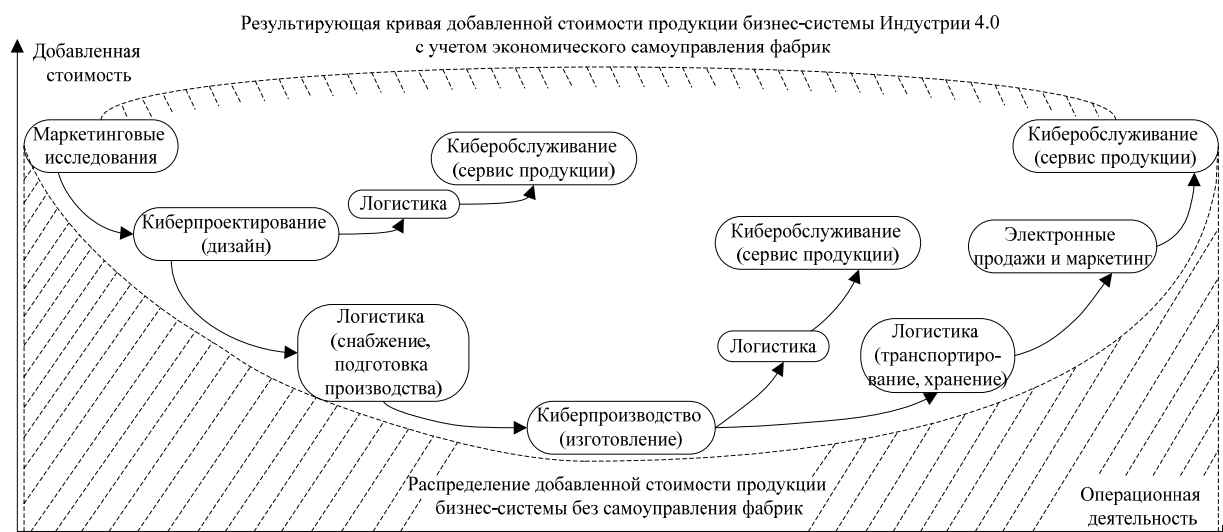 Результирующая кривая добавленной стоимости продукции бизнес-системы Индустрии 4.0
с учетом экономического самоуправления фабрик
Добавленная
стоимость
Маркетинговые
исследования
Киберобслуживание
(сервис продукции)
Киберобслуживание
(сервис продукции)
Логистика
Киберпроектирование
(дизайн)
Киберобслуживание
(сервис продукции)
Электронные
продажи и маркетинг
Логистика
(снабжение,
подготовка
производства)
Логистика
Логистика
(транспортиро-
вание, хранение)
Киберпроизводство
(изготовление)
Распределение добавленной стоимости продукции
бизнес-системы без самоуправления фабрик
Операционная
деятельность